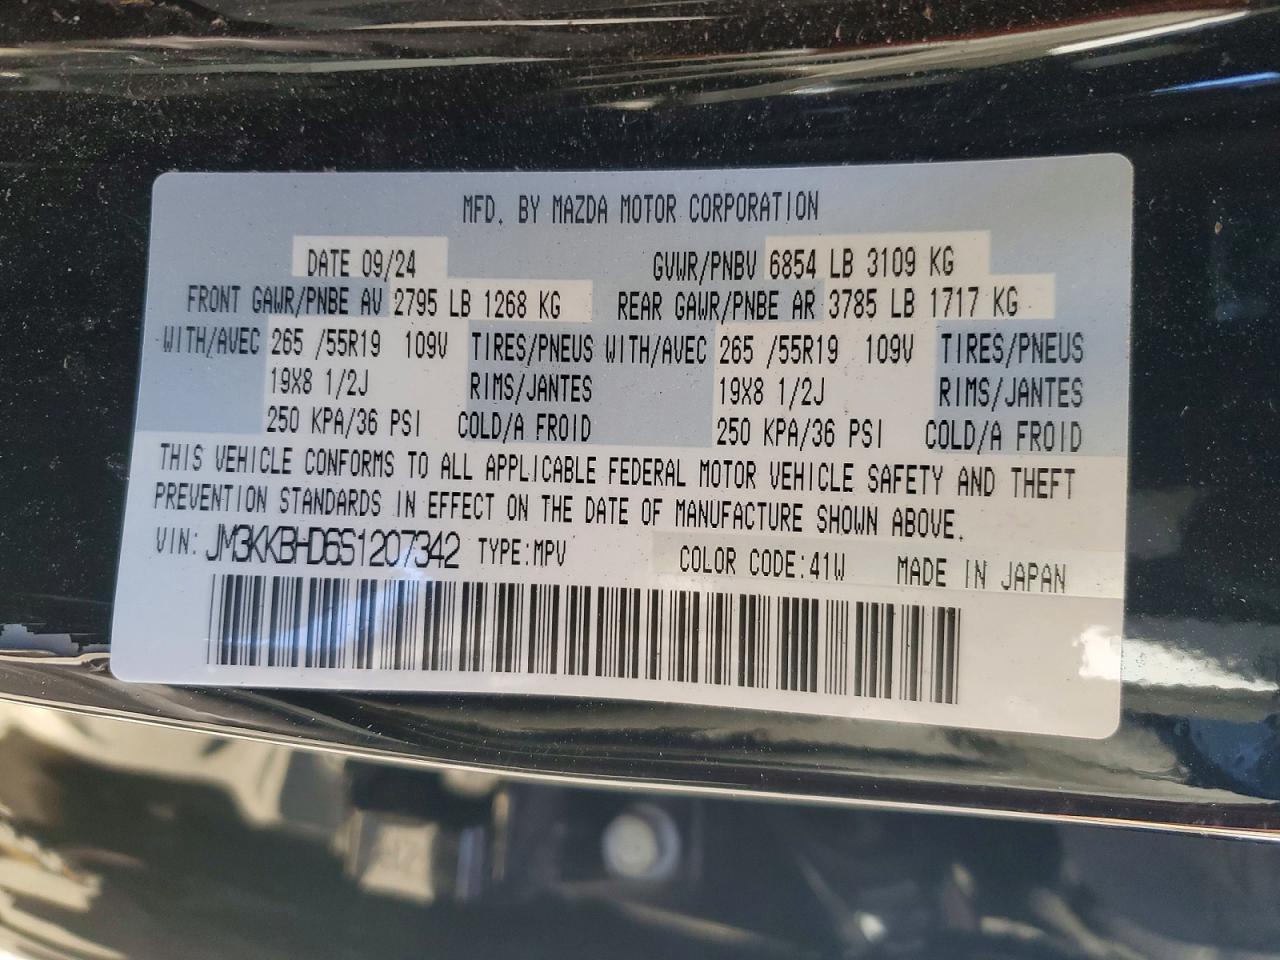 MFD. BY MAZDA MOTOR CORPORATION
DATE 09/24 GVWR/PNBV 6854 LB 3109 KG
FRONT GAWR/PNBE AV 2795 LB 1268 KG REAR GAWR/PNBE AR 3785 LB 1717 KG
WITH/AVEC 265 /55R19 109V TIRES/PNEUS WITH/AVEC 265 /55R19 109V TIRES/PNEUS
19X8 1/2J RIMS/JANTES 19X8 1/2J RIMS/JANTES
250 KPA/36 PSI COLD/A FROID 250 KPA/36 PSI COLD/A FROID
THIS VEHICLE CONFORMS TO ALL APPLICABLE FEDERAL MOTOR VEHICLE SAFETY AND THEFT
PREVENTION STANDARDS IN EFFECT ON THE DATE OF MANUFACTURE SHOWN ABOVE.
VIN: JM3KKBHD6S1207342 TYPE:MPV COLOR CODE:41W MADE IN JAPAN